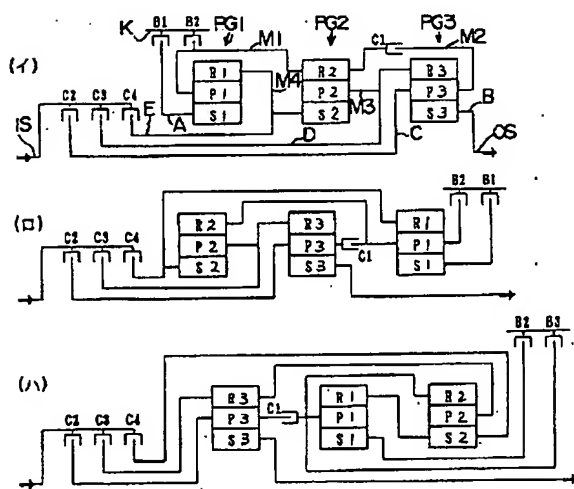 K B1 B2 PG1 PG2 PG3
M1 C1 M2
(イ) R1 R2 R3
P1 M4 P2 M3 P3
S1 S2 S3 B
C2 C3 C4
IS E A D C OS
(ロ) R2 R3 R1 B2 B1
C2 C3 C4 P2 P3 C1 P1
S2 S3 S1
(ハ) B2 B3
R3 R1 R2
C2 C3 C4 P3 C1 P1 P2
S3 S1 S2